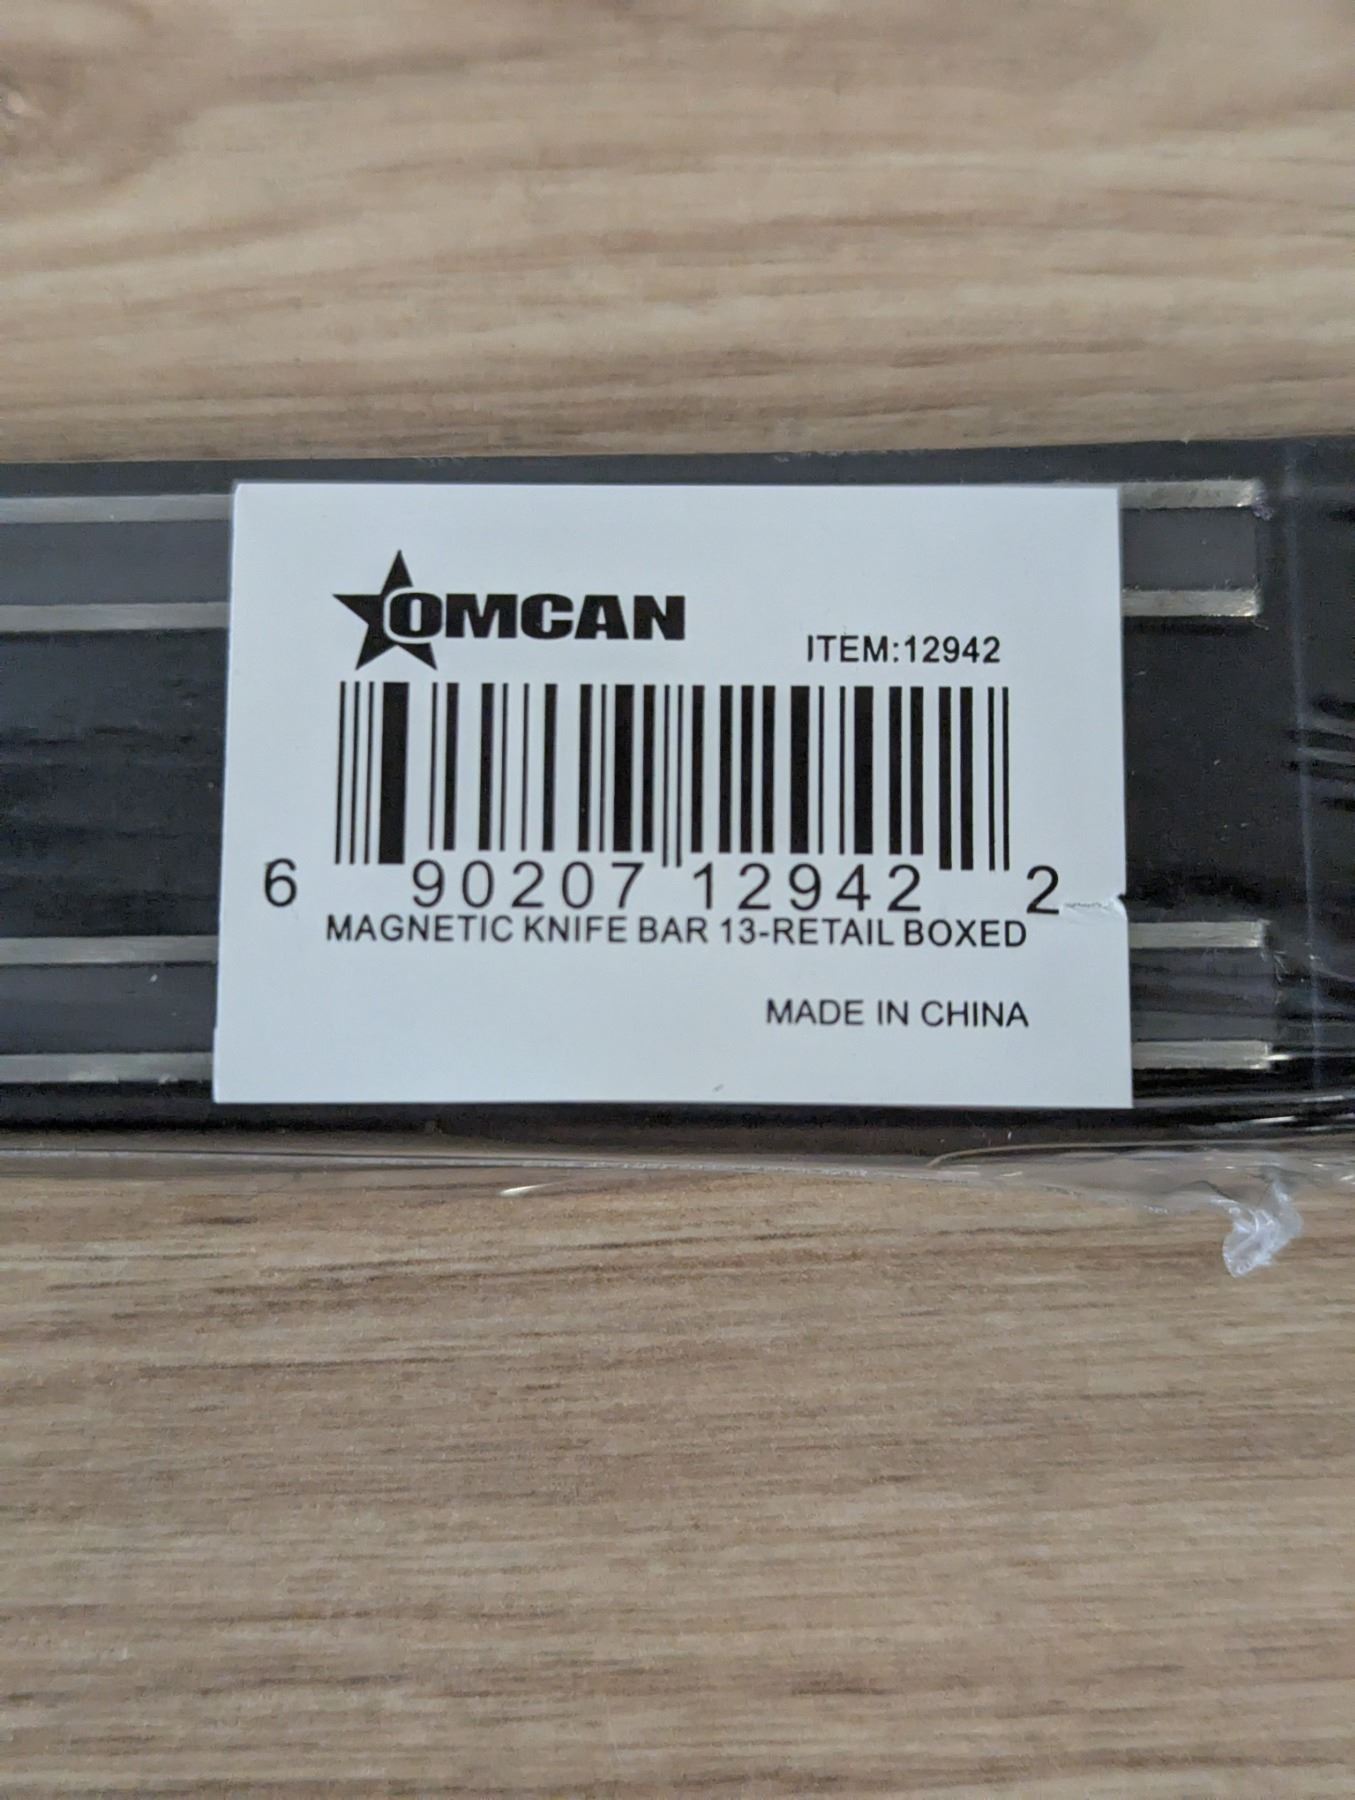 OMCAN
ITEM:12942
6 90207 12942 2
MAGNETIC KNIFE BAR 13-RETAIL BOXED
MADE IN CHINA